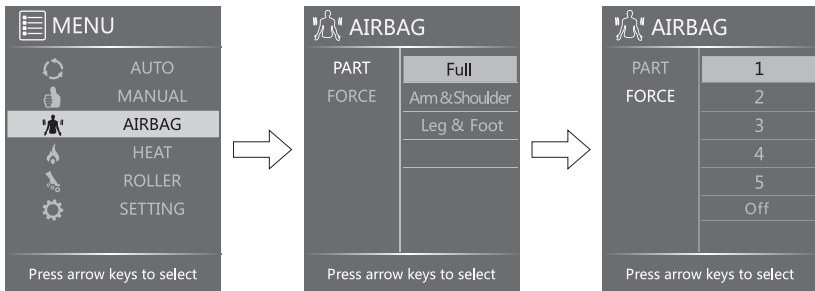 MENU
AUTO
MANUAL
AIRBAG
HEAT
ROLLER
SETTING
Press arrow keys to select
AIRBAG
PART
Full
FORCE
Arm & Shoulder
Leg & Foot
Press arrow keys to select
AIRBAG
PART
1
FORCE
2
3
4
5
Off
Press arrow keys to select